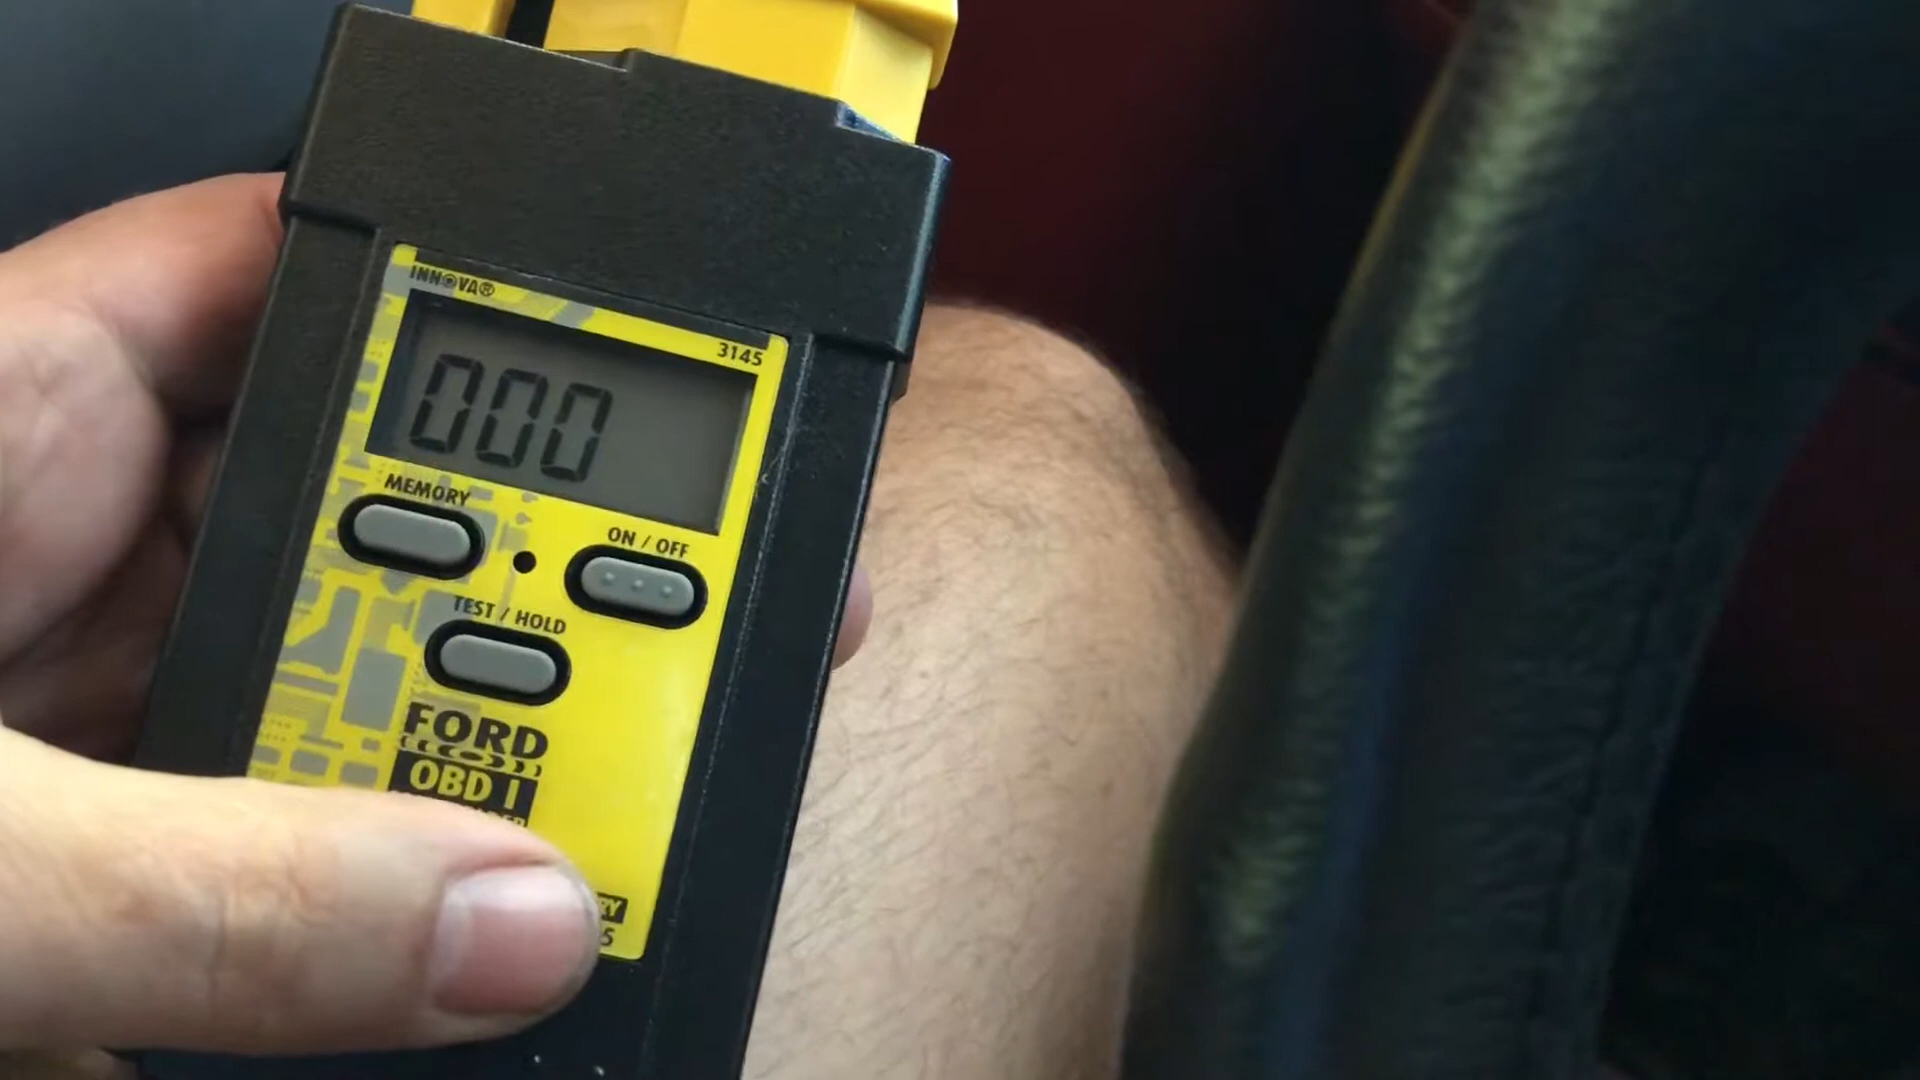 INNOVA®
3145
000
MEMORY
ON / OFF
TEST / HOLD
FORD
OBD I